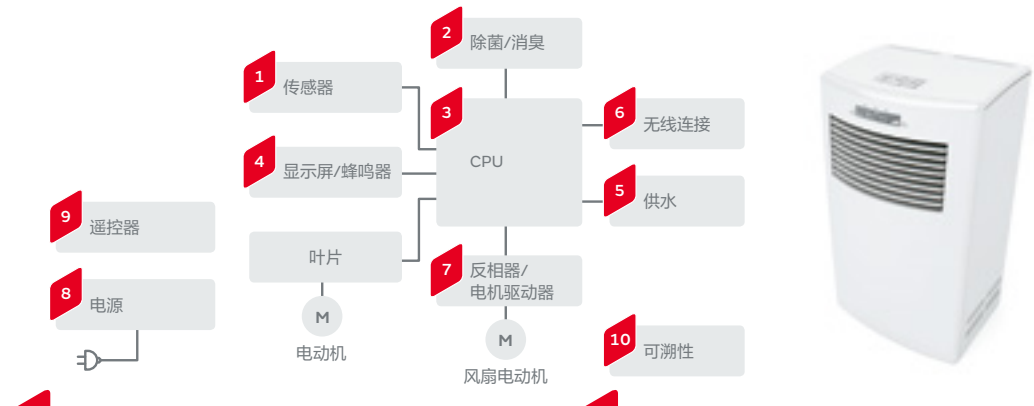 2
除菌/消臭
1
传感器
3
CPU
6
无线连接
4
显示屏/蜂鸣器
5
供水
9
遥控器
叶片
7
反相器/
电机驱动器
8
电源
M
电动机
M
风扇电动机
10
可溯性